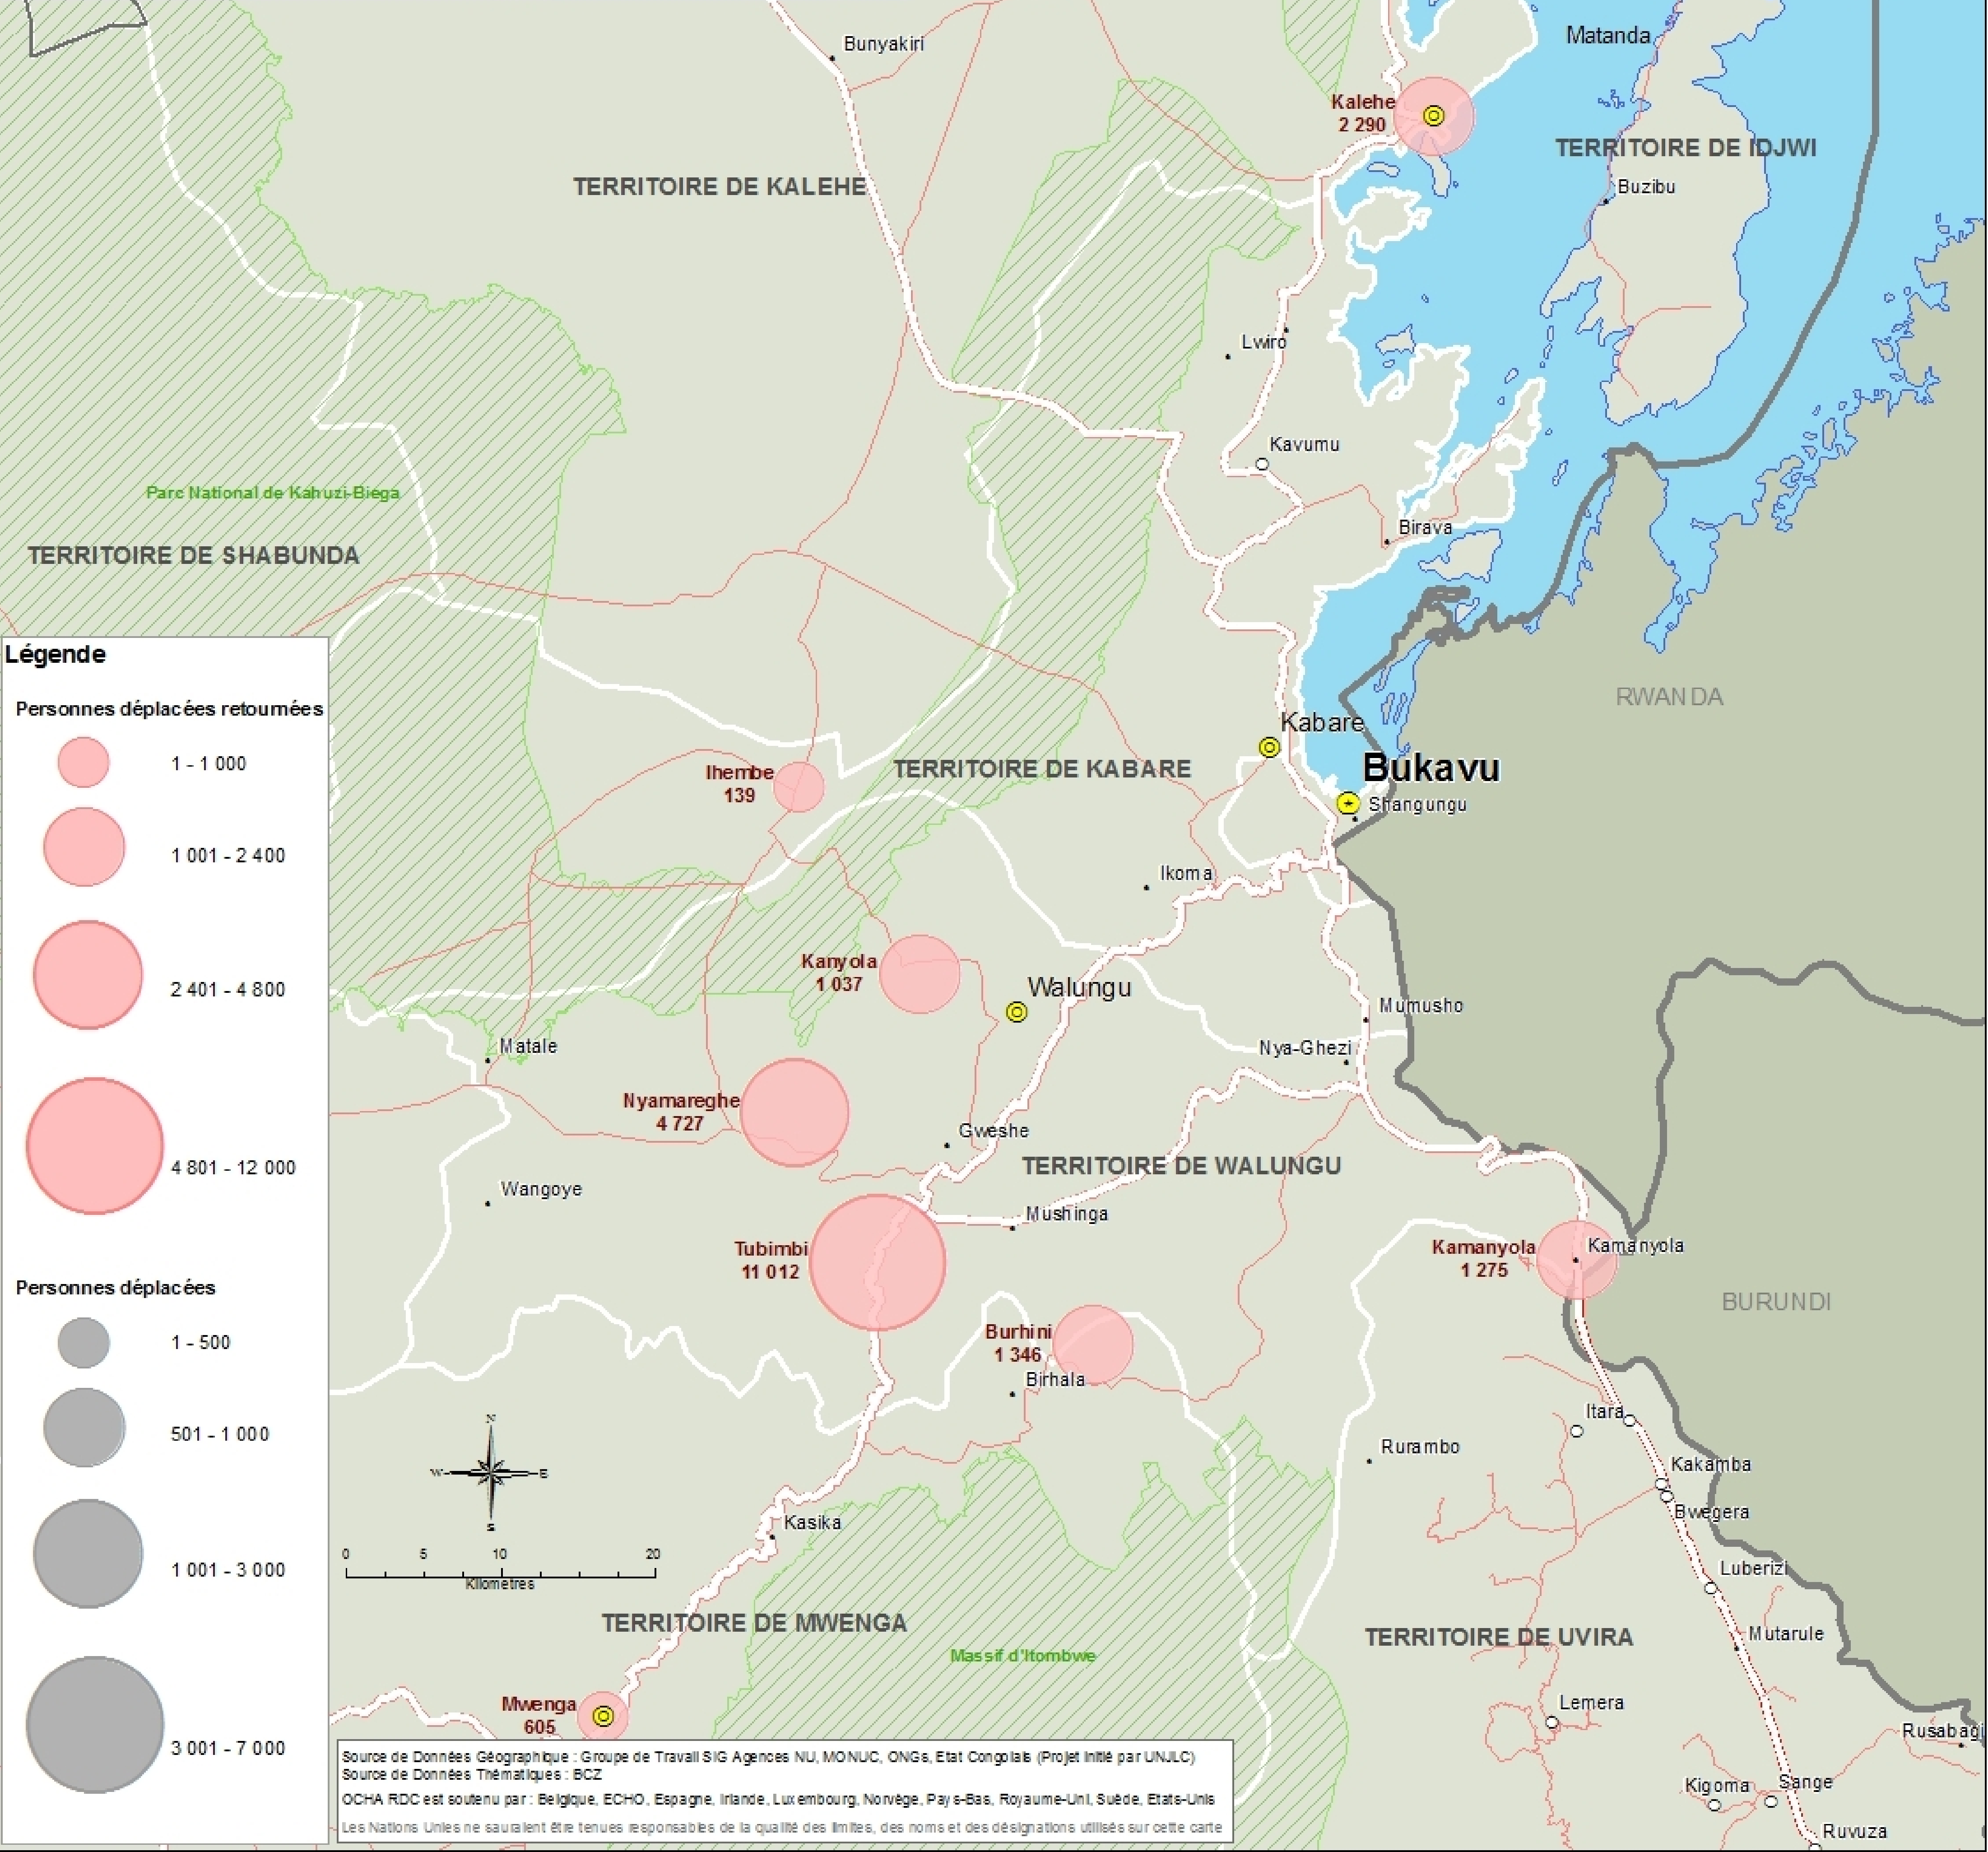 Bunyakiri
Matanda
Kalehe
2 290
TERRITOIRE DE IDJWI
TERRITOIRE DE KALEHE
Buzibu
Lwiro
Kavumu
Parc National de Kahuzi-Biega
Birava
TERRITOIRE DE SHABUNDA
RWANDA
Kabare
Ihembe
139
TERRITOIRE DE KABARE
Bukavu
Shangungu
Ikoma
Kanyola
1 037
Walungu
Mumusho
Matale
Nya-Ghezi
Nyamareghe
4 727
Gweshe
TERRITOIRE DE WALUNGU
Wangoye
Mushinga
Tubimbi
11 012
Kamanyola
1 275
Kamanyola
BURUNDI
Burhini
1 346
Birhala
Itara
Rurambo
Kakamba
Bwegera
Kasika
Luberizi
TERRITOIRE DE MWENGA
TERRITOIRE DE UVIRA
Mutarule
Massif d'Itombwe
Mwenga
605
Lemera
Rusabagi
Kigoma
Sange
Ruvuza
Légende
Personnes déplacées retournées
1 - 1 000
1 001 - 2 400
2 401 - 4 800
4 801 - 12 000
Personnes déplacées
1 - 500
501 - 1 000
1 001 - 3 000
3 001 - 7 000
N
W E
S
0 5 10 20
Kilometres
Source de Données Géographique : Groupe de Travail SIG Agences NU, MONUC, ONGs, Etat Congolais (Projet initié par UNJLC)
Source de Données Thématiques : BCZ
OCHA RDC est soutenu par : Belgique, ECHO, Espagne, Irlande, Luxembourg, Norvège, Pays-Bas, Royaume-Uni, Suède, Etats-Unis
Les Nations Unies ne sauraient être tenues responsables de la qualité des limites, des noms et des désignations utilisés sur cette carte